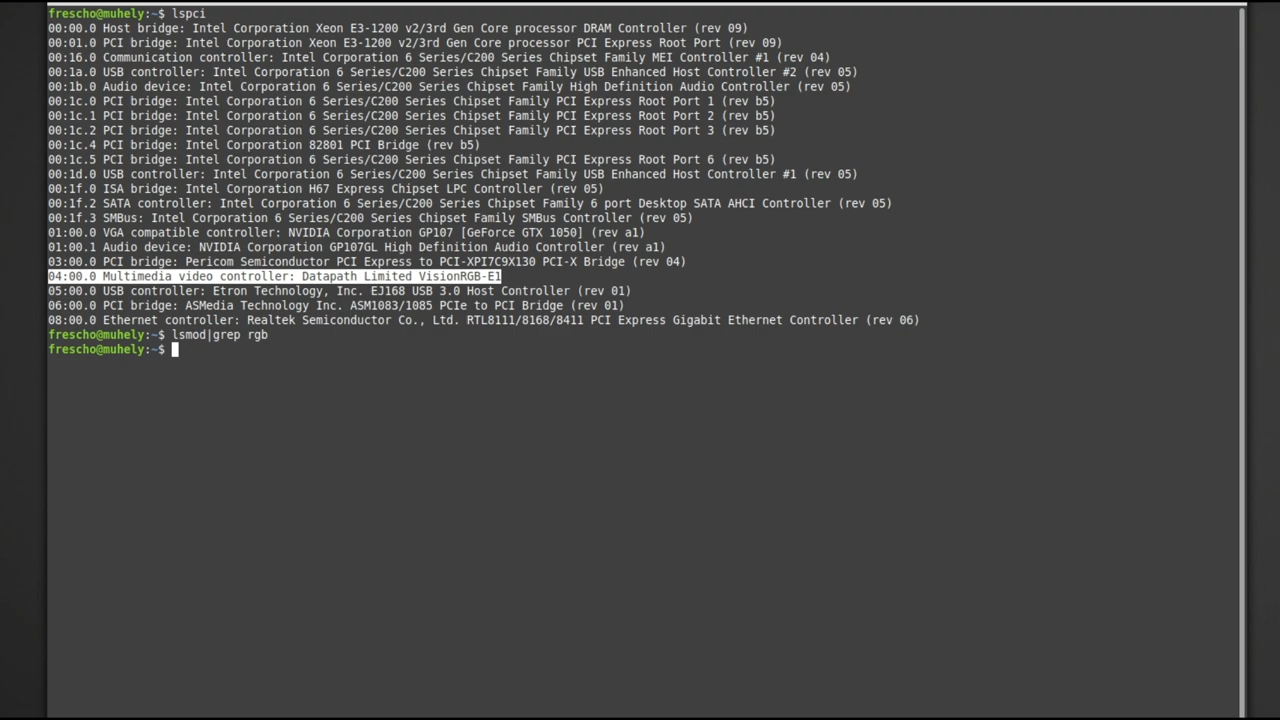 frescho@muhely:~$ lspci
00:00.0 Host bridge: Intel Corporation Xeon E3-1200 v2/3rd Gen Core processor DRAM Controller (rev 09)
00:01.0 PCI bridge: Intel Corporation Xeon E3-1200 v2/3rd Gen Core processor PCI Express Root Port (rev 09)
00:16.0 Communication controller: Intel Corporation 6 Series/C200 Series Chipset Family MEI Controller #1 (rev 04)
00:1a.0 USB controller: Intel Corporation 6 Series/C200 Series Chipset Family USB Enhanced Host Controller #2 (rev 05)
00:1b.0 Audio device: Intel Corporation 6 Series/C200 Series Chipset Family High Definition Audio Controller (rev 05)
00:1c.0 PCI bridge: Intel Corporation 6 Series/C200 Series Chipset Family PCI Express Root Port 1 (rev b5)
00:1c.1 PCI bridge: Intel Corporation 6 Series/C200 Series Chipset Family PCI Express Root Port 2 (rev b5)
00:1c.2 PCI bridge: Intel Corporation 6 Series/C200 Series Chipset Family PCI Express Root Port 3 (rev b5)
00:1c.4 PCI bridge: Intel Corporation 82801 PCI Bridge (rev b5)
00:1c.5 PCI bridge: Intel Corporation 6 Series/C200 Series Chipset Family PCI Express Root Port 6 (rev b5)
00:1d.0 USB controller: Intel Corporation 6 Series/C200 Series Chipset Family USB Enhanced Host Controller #1 (rev 05)
00:1f.0 ISA bridge: Intel Corporation H67 Express Chipset LPC Controller (rev 05)
00:1f.2 SATA controller: Intel Corporation 6 Series/C200 Series Chipset Family 6 port Desktop SATA AHCI Controller (rev 05)
00:1f.3 SMBus: Intel Corporation 6 Series/C200 Series Chipset Family SMBus Controller (rev 05)
01:00.0 VGA compatible controller: NVIDIA Corporation GP107 [GeForce GTX 1050] (rev a1)
01:00.1 Audio device: NVIDIA Corporation GP107GL High Definition Audio Controller (rev a1)
03:00.0 PCI bridge: Pericom Semiconductor PCI Express to PCI-XPI7C9X130 PCI-X Bridge (rev 04)
04:00.0 Multimedia video controller: Datapath Limited VisionRGB-E1
05:00.0 USB controller: Etron Technology, Inc. EJ168 USB 3.0 Host Controller (rev 01)
06:00.0 PCI bridge: ASMedia Technology Inc. ASM1083/1085 PCIe to PCI Bridge (rev 01)
08:00.0 Ethernet controller: Realtek Semiconductor Co., Ltd. RTL8111/8168/8411 PCI Express Gigabit Ethernet Controller (rev 06)
frescho@muhely:~$ lsmod|grep rgb
frescho@muhely:~$